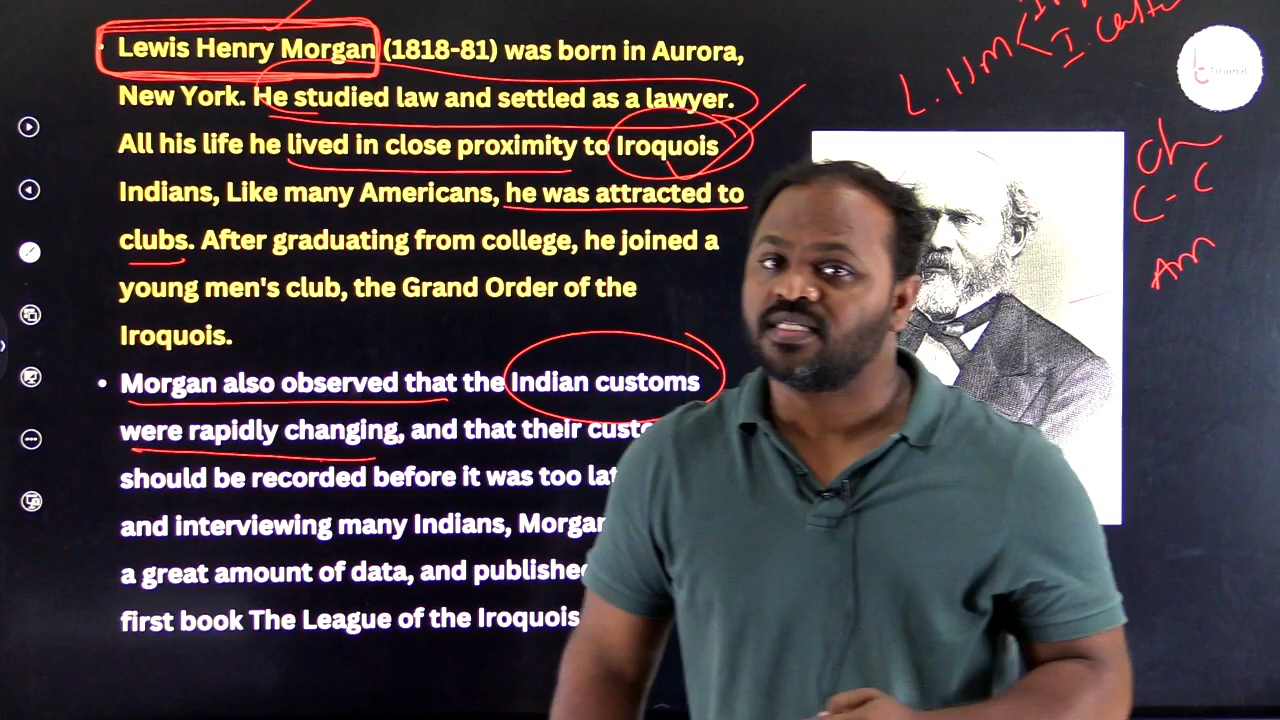 • Lewis Henry Morgan (1818-81) was born in Aurora,
New York. He studied law and settled as a lawyer.
All his life he lived in close proximity to Iroquois
Indians, Like many Americans, he was attracted to
clubs. After graduating from college, he joined a
young men's club, the Grand Order of the
Iroquois.
• Morgan also observed that the Indian customs
were rapidly changing, and that their
should be recorded before it was too
and interviewing many Indians,
a great amount of data, and
first book The League of the Iroquois
L. HM
I.
Ch
C-C
Am